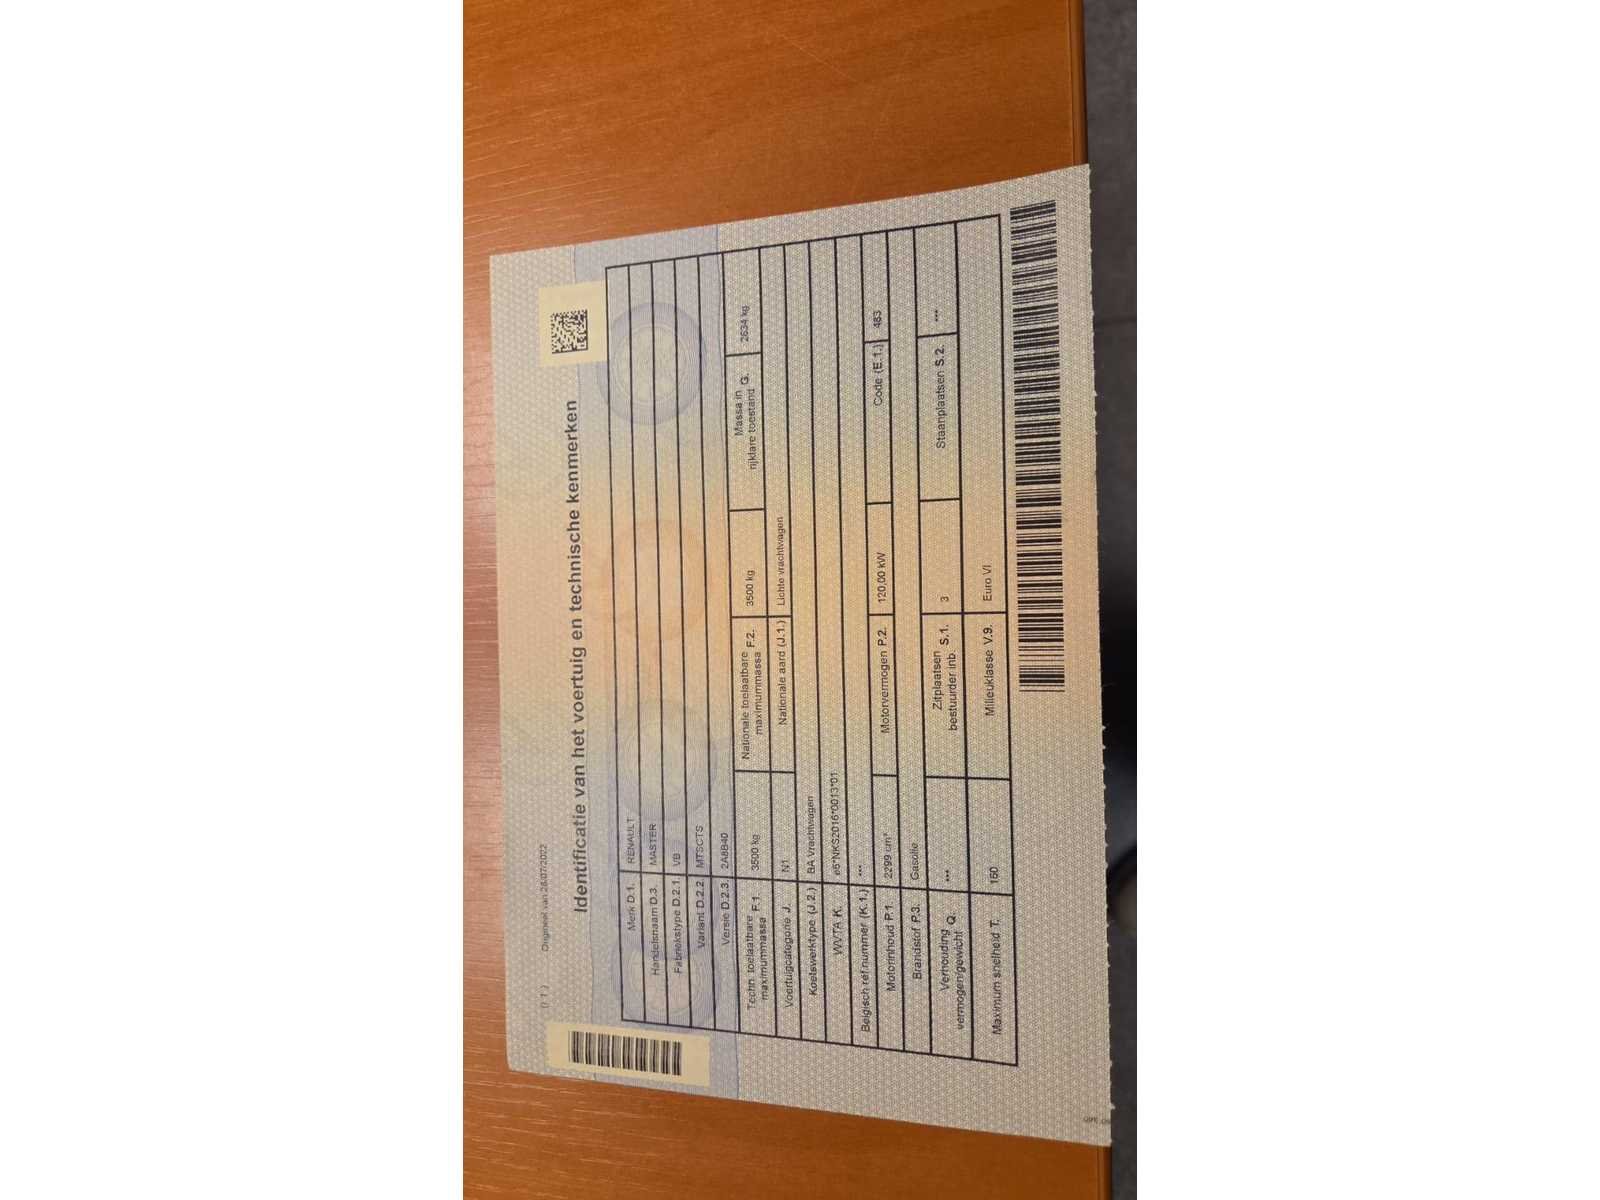 (I.1.) Origineel van 28/07/2022
Identificatie van het voertuig en technische kenmerken
Merk D.1. RENAULT
Handelsnaam D.3. MASTER
Fabriekstype D.2.1. VB
Variant D.2.2. MTSCTS
Versie D.2.3. 2A8B40
Techn. toelaatbare maximummassa F.1. 3500 kg Nationale toelaatbare maximummassa F.2. 3500 kg Massa in rijklare toestand G. 2634 kg
Voertuigcategorie J. N1 Nationale aard (J.1.) Lichte vrachtwagen
Koetswerktype (J.2.) BA Vrachtwagen
WVTA K. e6*NKS2016*0013*01
Belgisch ref.nummer (K.1.) ***
Motorinhoud P.1. 2299 cm³ Motorvermogen P.2. 120,00 kW Code (E.1.) 483
Brandstof P.3. Gasolie
Verhouding vermogen/gewicht Q. *** Zitplaatsen bestuurder inb. S.1. 3 Staanplaatsen S.2. ***
Maximum snelheid T. 160 Milieuklasse V.9. Euro VI